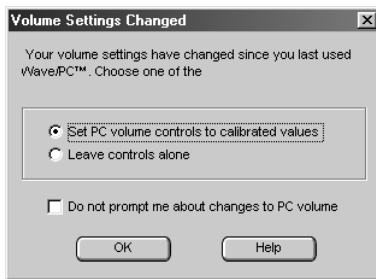 Volume Settings Changed
Your volume settings have changed since you last used
Wave/PC™. Choose one of the
Set PC volume controls to calibrated values
Leave controls alone
Do not prompt me about changes to PC volume
OK
Help